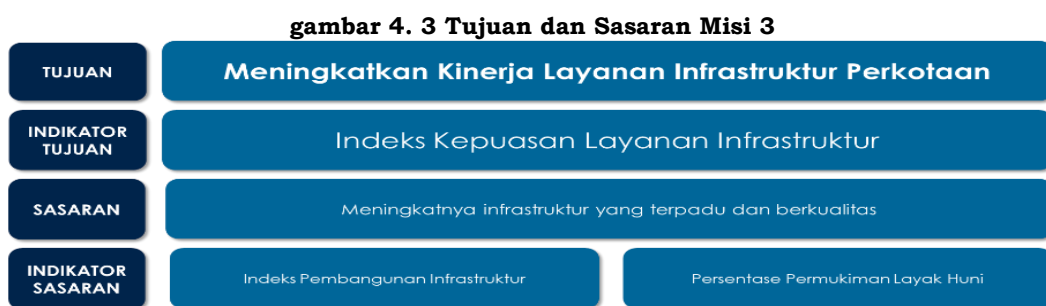 gambar 4. 3 Tujuan dan Sasaran Misi 3
TUJUAN
Meningkatkan Kinerja Layanan Infrastruktur Perkotaan
INDIKATOR
TUJUAN
Indeks Kepuasan Layanan Infrastruktur
SASARAN
Meningkatnya infrastruktur yang terpadu dan berkualitas
INDIKATOR
SASARAN
Indeks Pembangunan Infrastruktur
Persentase Permukiman Layak Huni